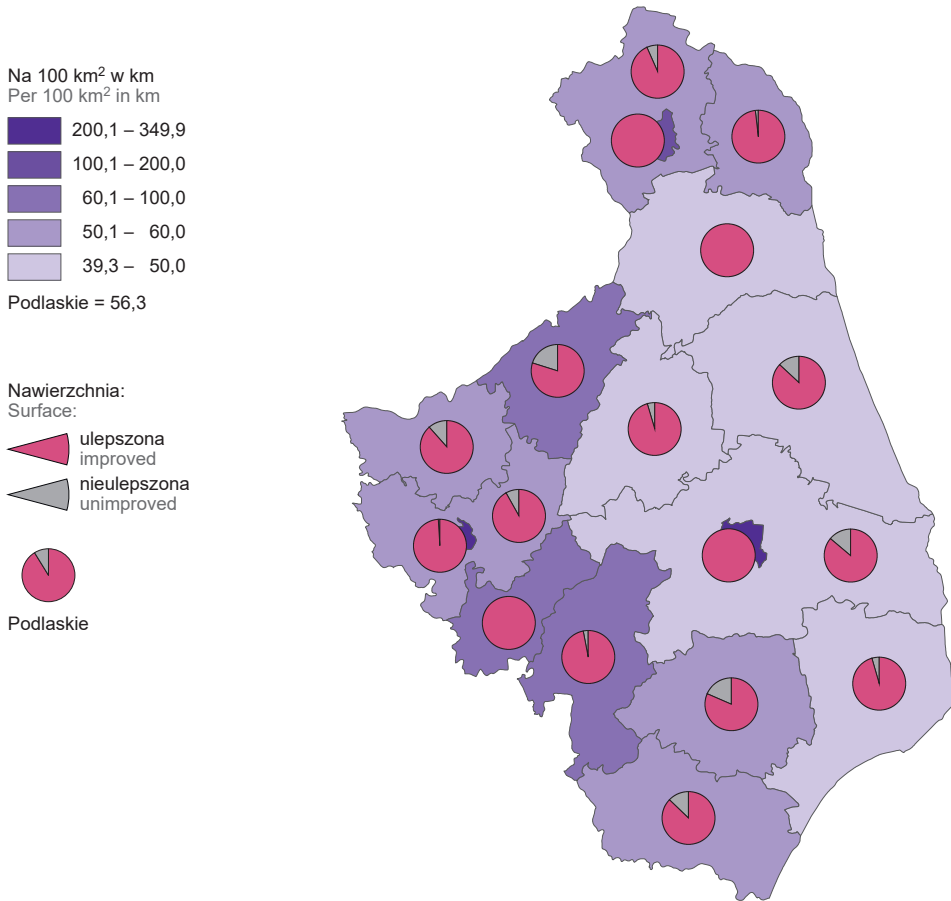 Na 100 km² w km
Per 100 km² in km
200,1 – 349,9
100,1 – 200,0
60,1 – 100,0
50,1 – 60,0
39,3 – 50,0
Podlaskie = 56,3
Nawierzchnia:
Surface:
ulepszona
improved
nieulepszona
unimproved
Podlaskie